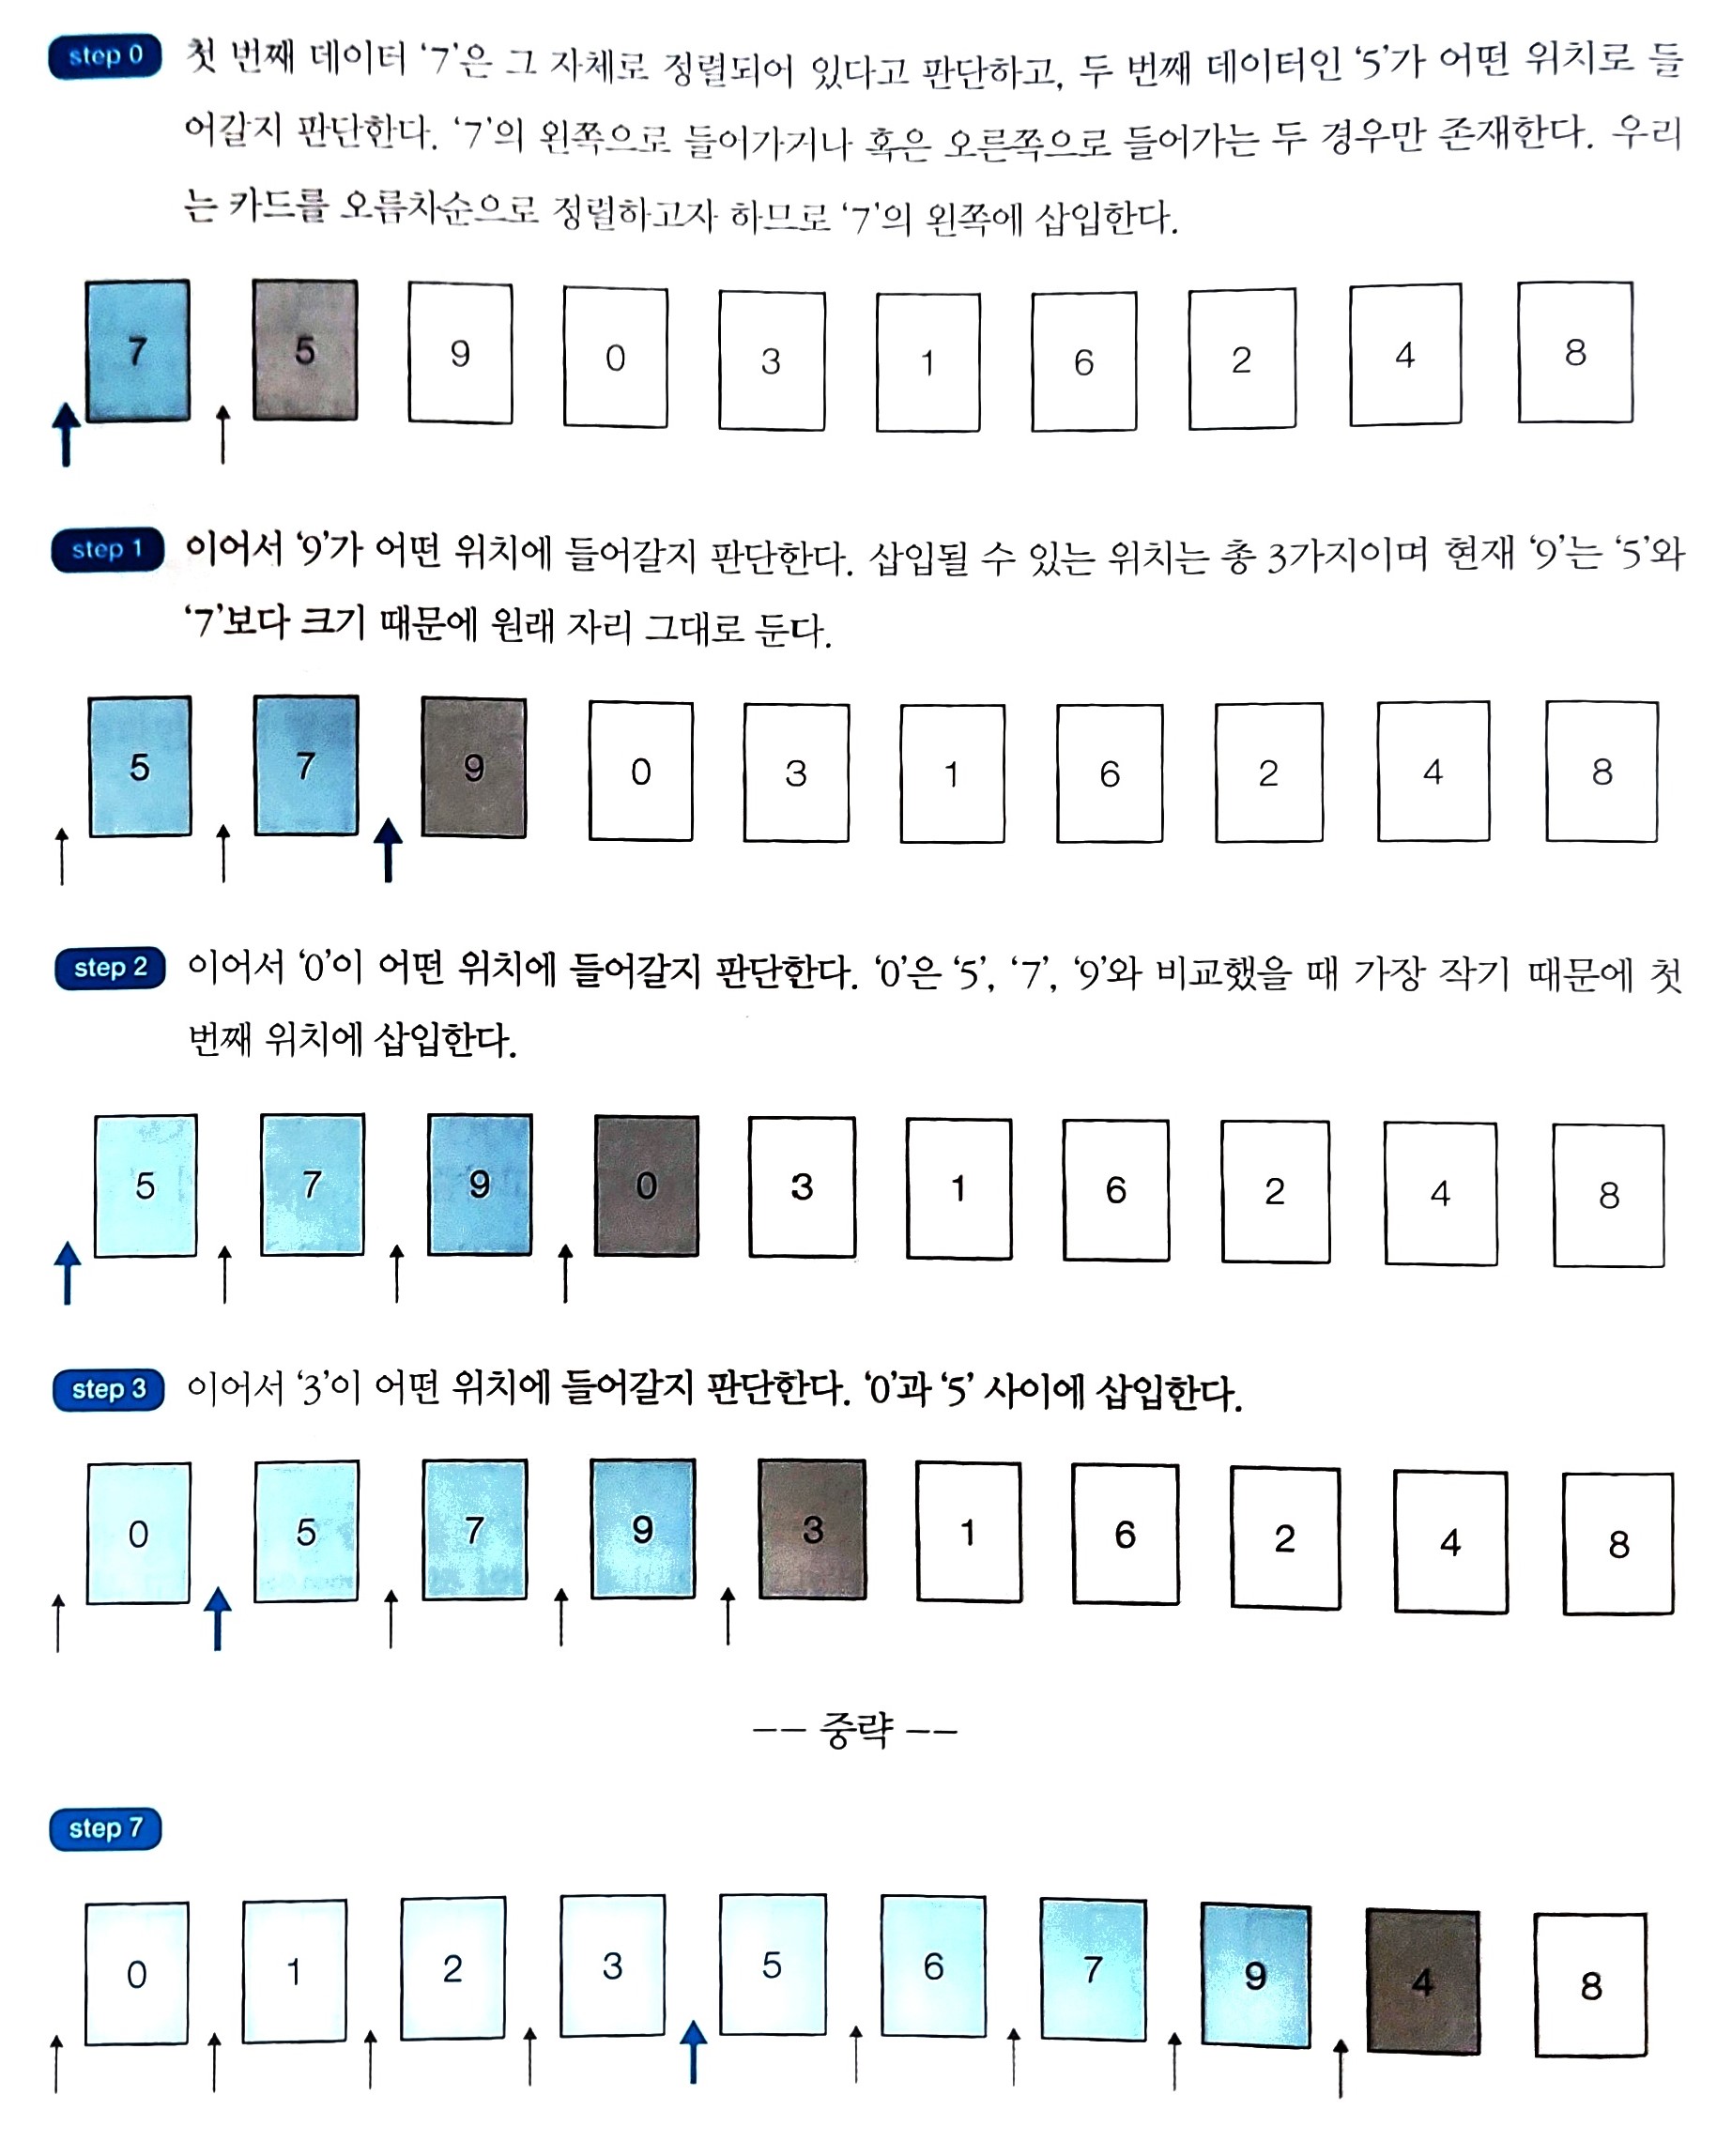 step 0 첫 번째 데이터 ‘7’은 그 자체로 정렬되어 있다고 판단하고, 두 번째 데이터인 ‘5’가 어떤 위치로 들
어갈지 판단한다. ‘7’의 왼쪽으로 들어가거나 혹은 오른쪽으로 들어가는 두 경우만 존재한다. 우리
는 카드를 오름차순으로 정렬하고자 하므로 ‘7’의 왼쪽에 삽입한다.
7 5 9 0 3 1 6 2 4 8
step 1 이어서 ‘9’가 어떤 위치에 들어갈지 판단한다. 삽입될 수 있는 위치는 총 3가지이며 현재 ‘9’는 ‘5’와
‘7’보다 크기 때문에 원래 자리 그대로 둔다.
5 7 9 0 3 1 6 2 4 8
step 2 이어서 ‘0’이 어떤 위치에 들어갈지 판단한다. ‘0’은 ‘5’, ‘7’, ‘9’와 비교했을 때 가장 작기 때문에 첫
번째 위치에 삽입한다.
5 7 9 0 3 1 6 2 4 8
step 3 이어서 ‘3’이 어떤 위치에 들어갈지 판단한다. ‘0’과 ‘5’ 사이에 삽입한다.
0 5 7 9 3 1 6 2 4 8
-- 중략 --
step 7
0 1 2 3 5 6 7 9 4 8